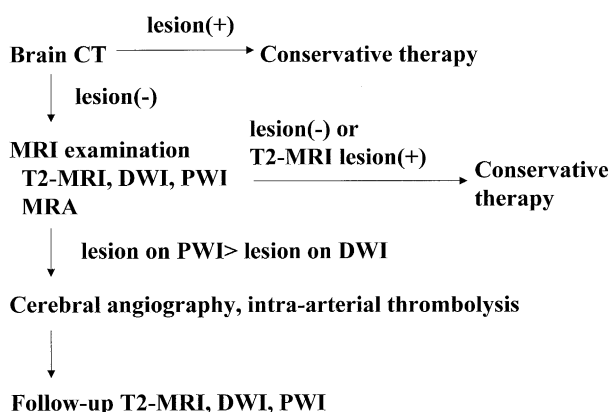 lesion(+)
Brain CT
Conservative therapy
lesion(-)
lesion(-) or
T2-MRI lesion(+)
MRI examination
T2-MRI, DWI, PWI
MRA
Conservative
therapy
lesion on PWI> lesion on DWI
Cerebral angiography, intra-arterial thrombolysis
Follow-up T2-MRI, DWI, PWI